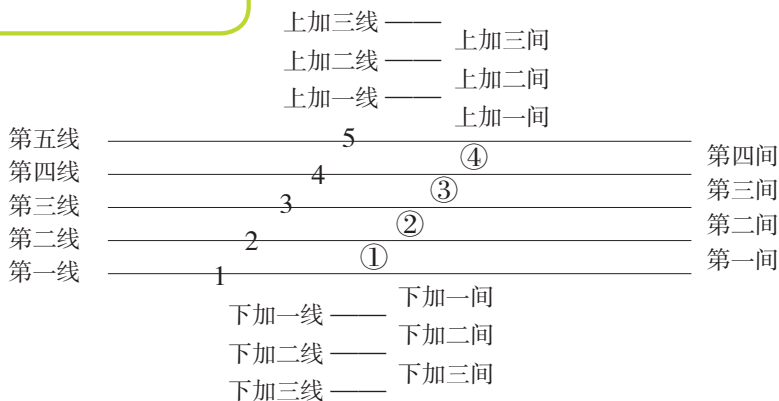 上加三线
上加三间
上加二线
上加二间
上加一线
上加一间
第五线 5
④ 第四间
第四线 4
③ 第三间
第三线 3
② 第二间
第二线 2
① 第一间
第一线 1
下加一间
下加一线
下加二间
下加二线
下加三间
下加三线